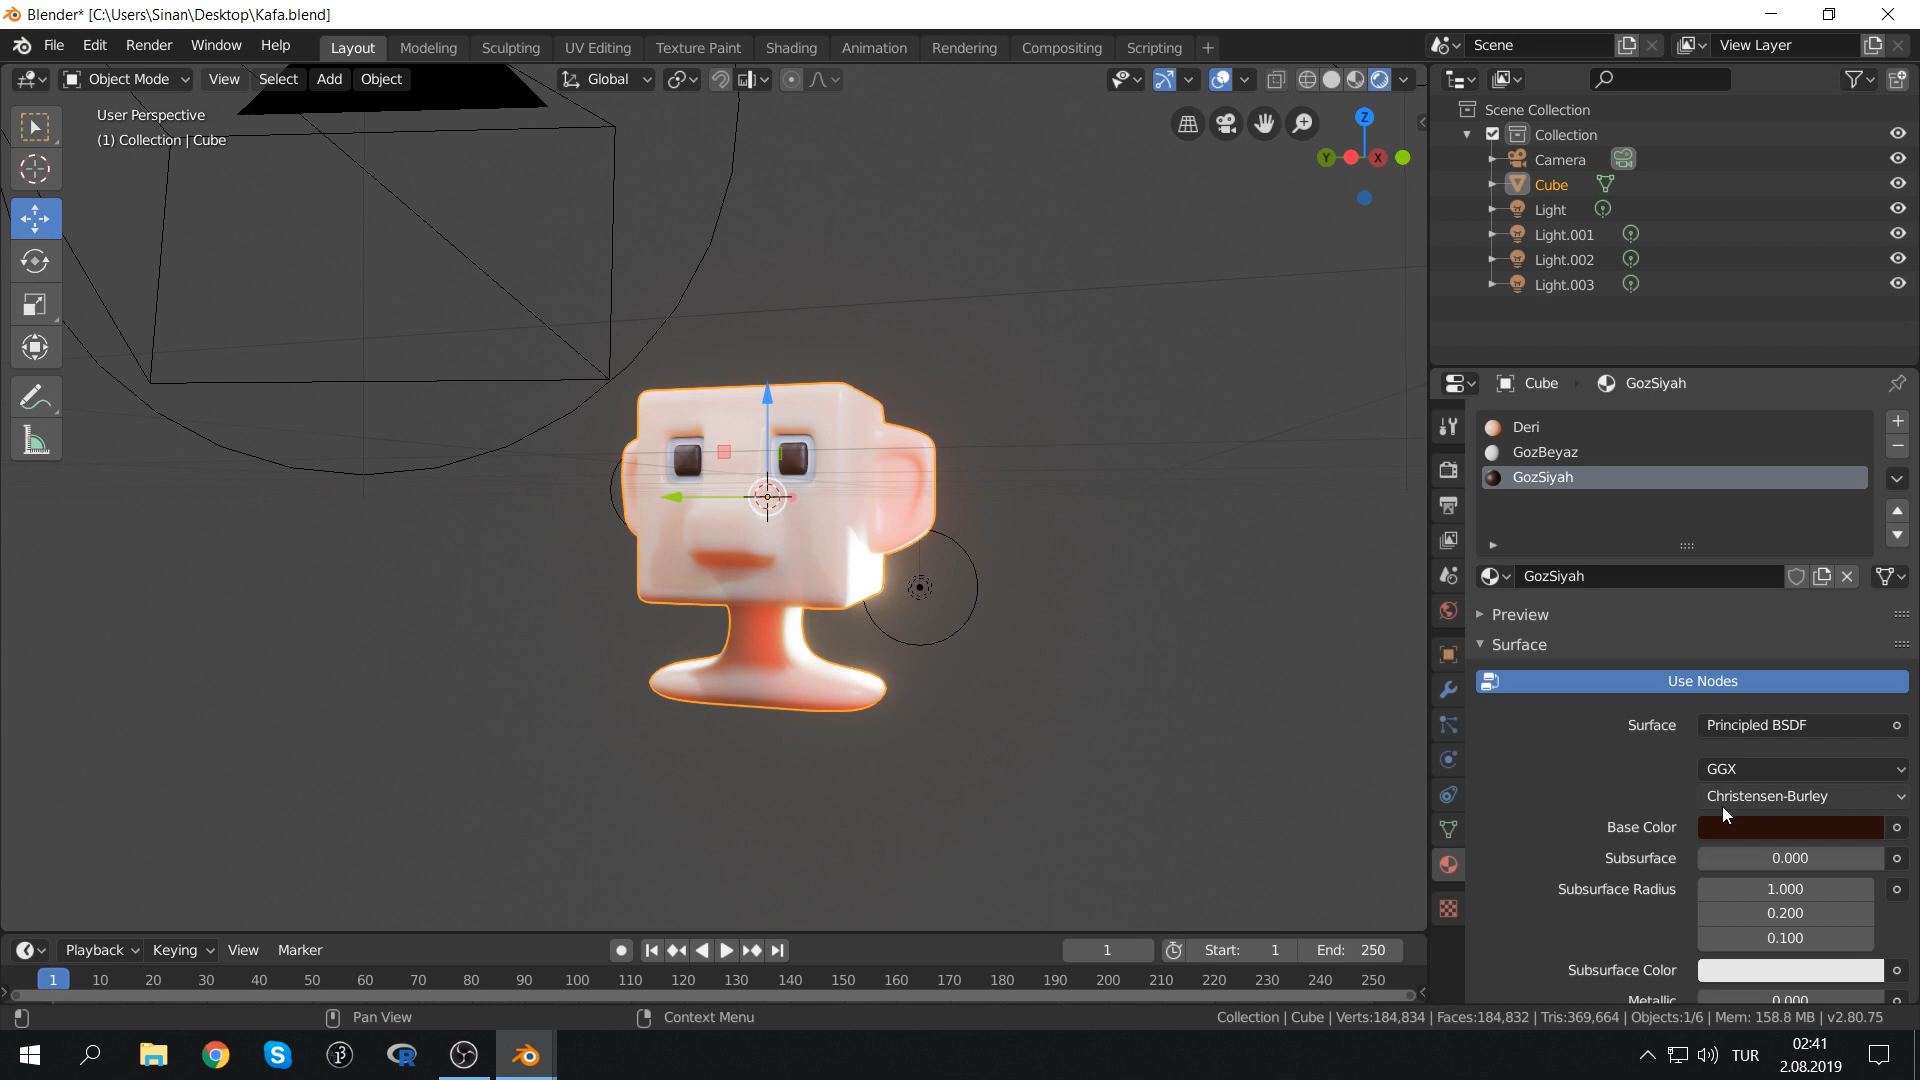 Blender* [C:\Users\Sinan\Desktop\Kafa.blend]
File Edit Render Window Help
Layout Modeling Sculpting UV Editing Texture Paint Shading Animation Rendering Compositing Scripting +
Scene
View Layer
Object Mode View Select Add Object
Global
User Perspective
(1) Collection | Cube
Z
Y
X
Scene Collection
Collection
Camera
Cube
Light
Light.001
Light.002
Light.003
Cube GozSiyah
Deri
GozBeyaz
GozSiyah
GozSiyah
Preview
Surface
Use Nodes
Surface Principled BSDF
GGX
Christensen-Burley
Base Color
Subsurface 0.000
Subsurface Radius 1.000
0.200
0.100
Subsurface Color
Metallic 0.000
Playback Keying View Marker
1
Start: 1
End: 250
1 10 20 30 40 50 60 70 80 90 100 110 120 130 140 150 160 170 180 190 200 210 220 230 240 250
Pan View
Context Menu
Collection | Cube | Verts:184,834 | Faces:184,832 | Tris:369,664 | Objects:1/6 | Mem: 158.8 MB | v2.80.75
TUR
02:41
2.08.2019